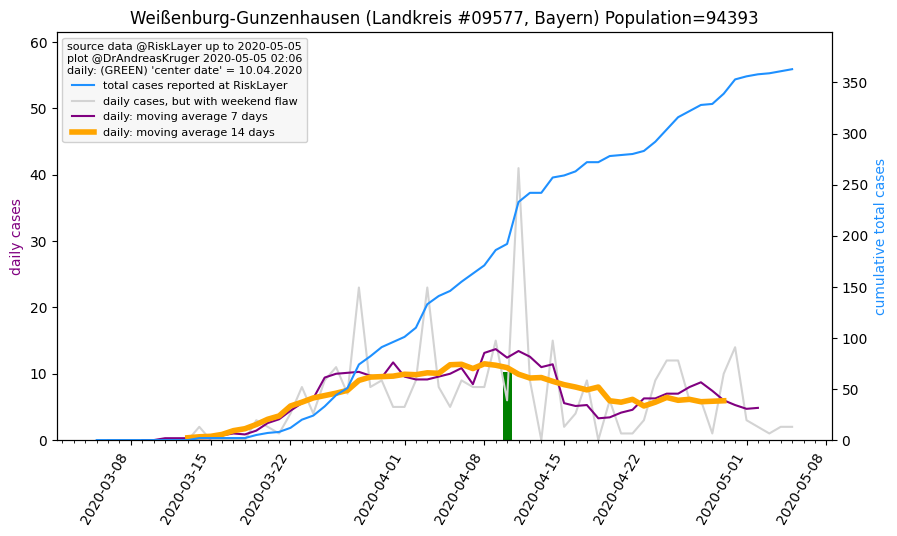 Weißenburg-Gunzenhausen (Landkreis #09577, Bayern) Population=94393
source data @RiskLayer up to 2020-05-05
plot @DrAndreasKruger 2020-05-05 02:06
daily: (GREEN) 'center date' = 10.04.2020
total cases reported at RiskLayer
daily cases, but with weekend flaw
daily: moving average 7 days
daily: moving average 14 days
daily cases
60
50
40
30
20
10
0
cumulative total cases
350
300
250
200
150
100
50
0
2020-03-08
2020-03-15
2020-03-22
2020-04-01
2020-04-08
2020-04-15
2020-04-22
2020-05-01
2020-05-08